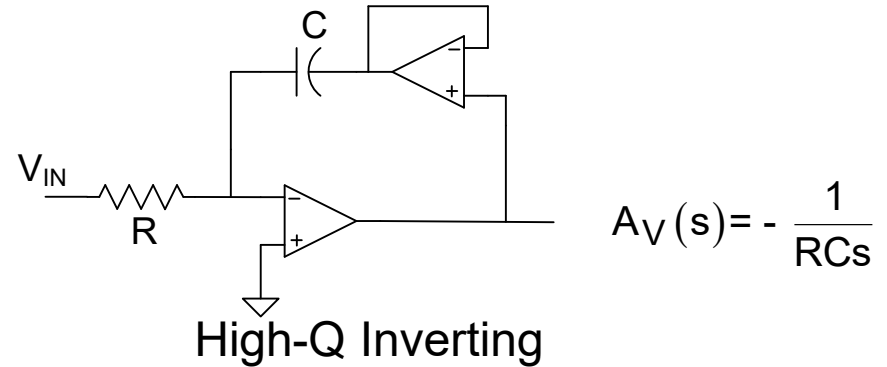 C
V_IN
R
−
+
−
+
A_V(s)= - 1/RCs
High-Q Inverting